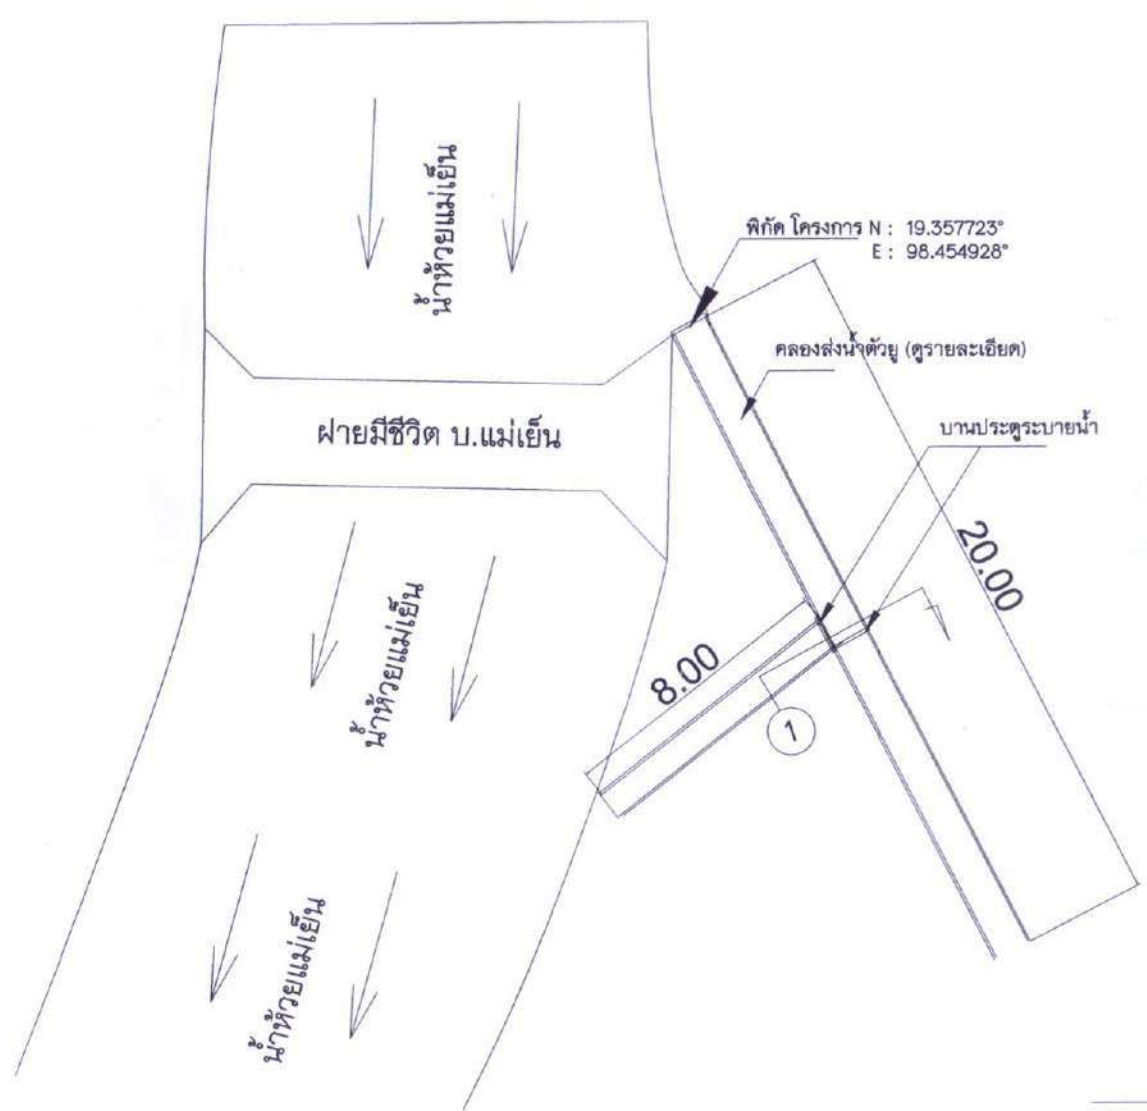 น้ำห้วยแม่เย็น
พิกัด โครงการ N : 19.357723°
E : 98.454928°
คลองส่งน้ำตัวยู (ดูรายละเอียด)
บานประตูระบายน้ำ
ฝายมีชีวิต บ.แม่เย็น
20.00
8.00
1
น้ำห้วยแม่เย็น
น้ำห้วยแม่เย็น